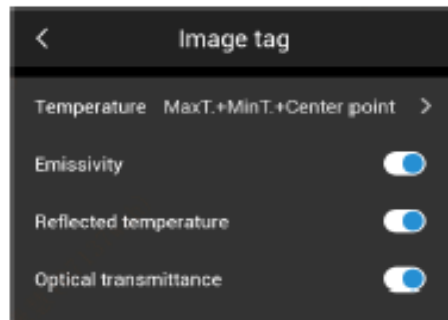 Image tag
Temperature MaxT.+MinT.+Center point
Emissivity
Reflected temperature
Optical transmittance